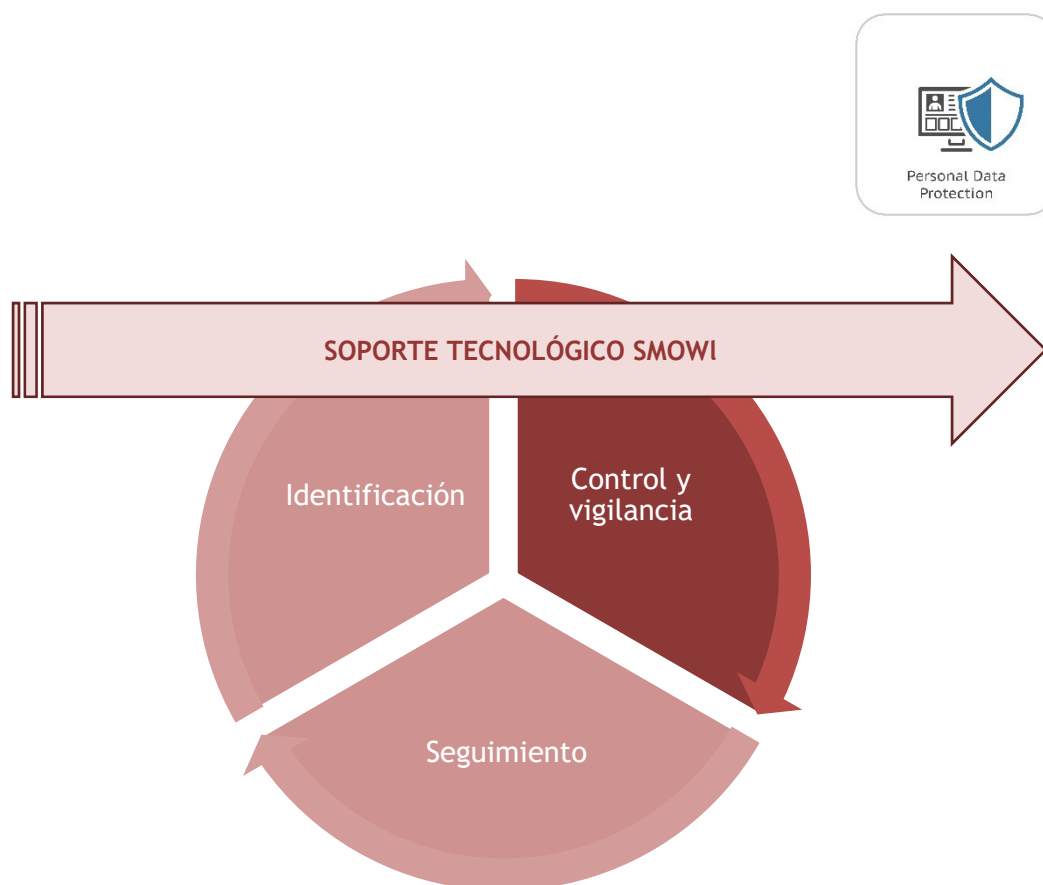 Personal Data
Protection
SOPORTE TECNOLÓGICO SMOWl
Identificación
Control y
vigilancia
Seguimiento